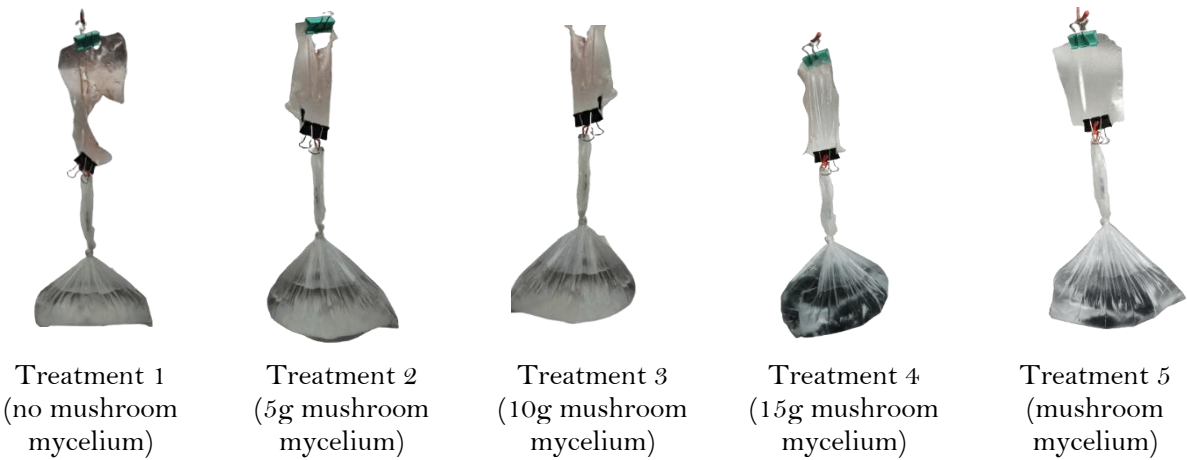 Treatment 1
(no mushroom
mycelium)
Treatment 2
(5g mushroom
mycelium)
Treatment 3
(10g mushroom
mycelium)
Treatment 4
(15g mushroom
mycelium)
Treatment 5
(mushroom
mycelium)